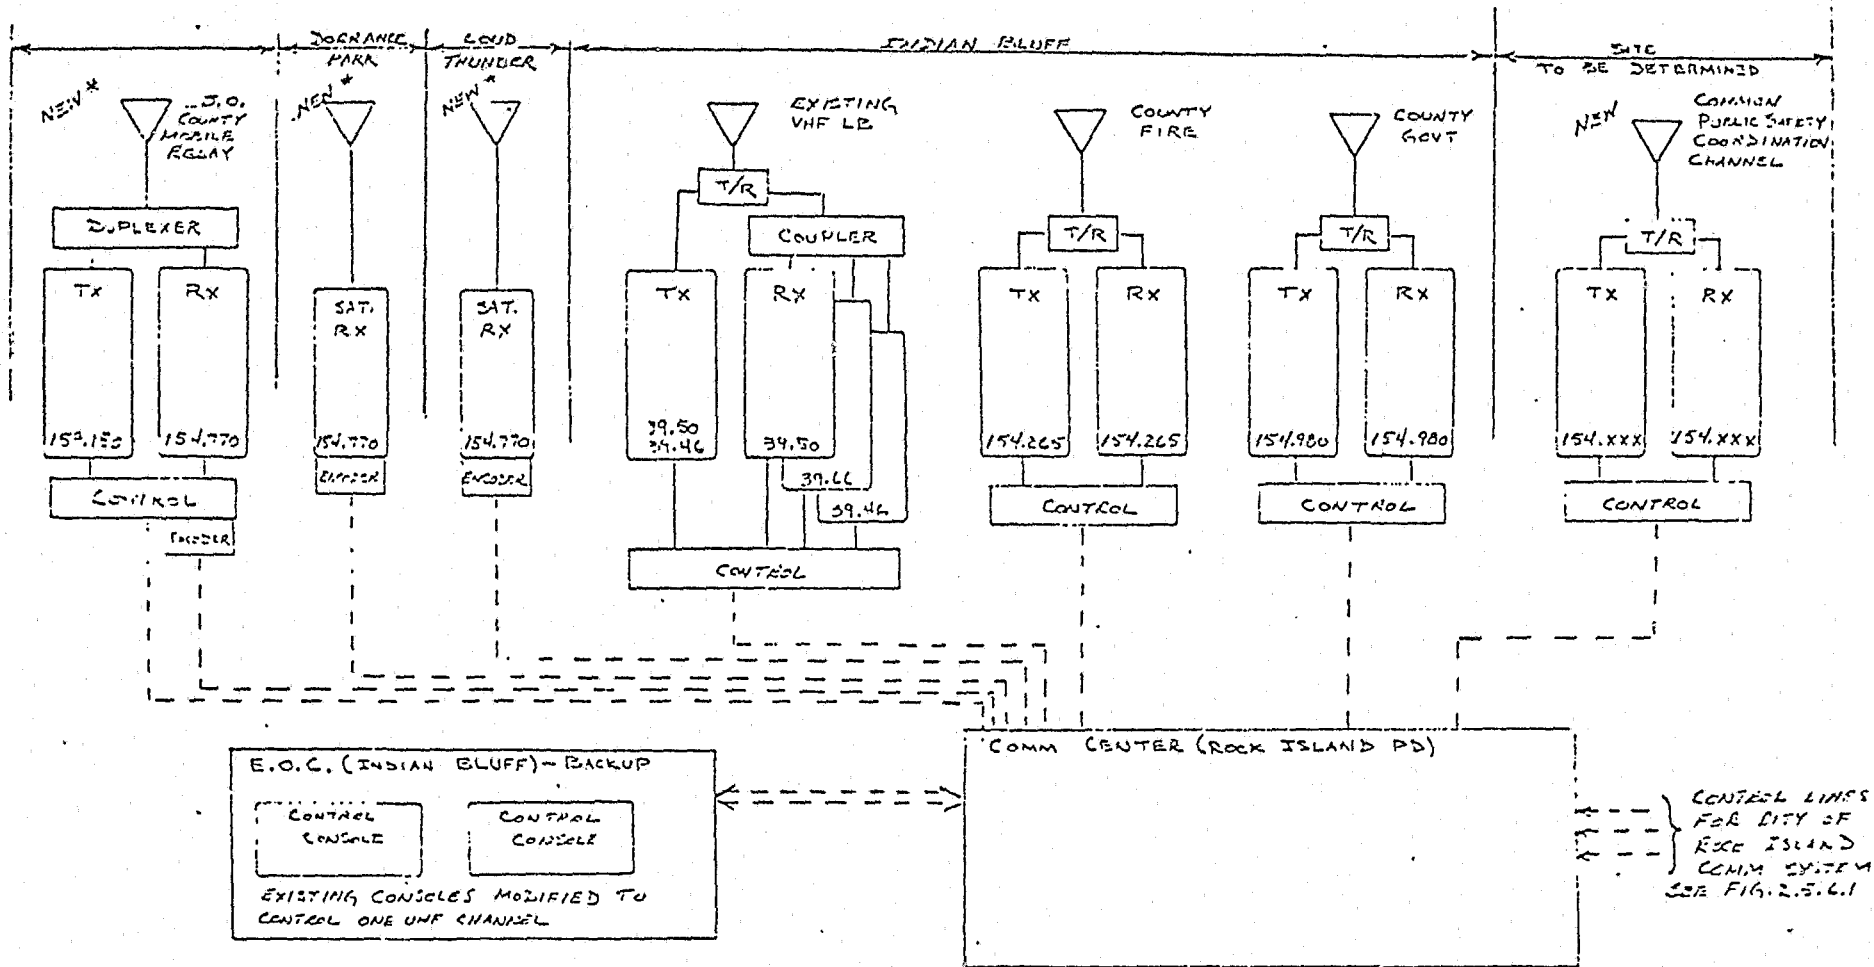 DORRANCE
PARK
LOUD
THUNDER
INDIAN BLUFF
SITE
TO BE DETERMINED
NEW*
S.O.
COUNTY
MOBILE
RELAY
NEW*
NEW*
EXISTING
VHF LB
COUNTY
FIRE
COUNTY
GOVT
NEW
COMMON
PUBLIC SAFETY
COORDINATION
CHANNEL
DUPLEXER
T/R
COUPLER
T/R
T/R
T/R
TX
RX
SAT.
RX
SAT.
RX
TX
RX
TX
RX
TX
RX
TX
RX
154.770
154.770
154.770
39.50
39.46
39.50
39.66
39.46
154.265
154.265
154.980
154.980
154.XXX
154.XXX
CONTROL
ENCODER
ENCODER
ENCODER
CONTROL
CONTROL
CONTROL
CONTROL
E.O.C. (INDIAN BLUFF) - BACKUP
CONTROL
CONSOLE
CONTROL
CONSOLE
EXISTING CONSOLES MODIFIED TO
CONTROL ONE UHF CHANNEL
COMM CENTER (ROCK ISLAND PD)
CONTROL LINES
FOR CITY OF
ROCK ISLAND
COMM SYSTEM
SEE FIG. 2.5.6.1